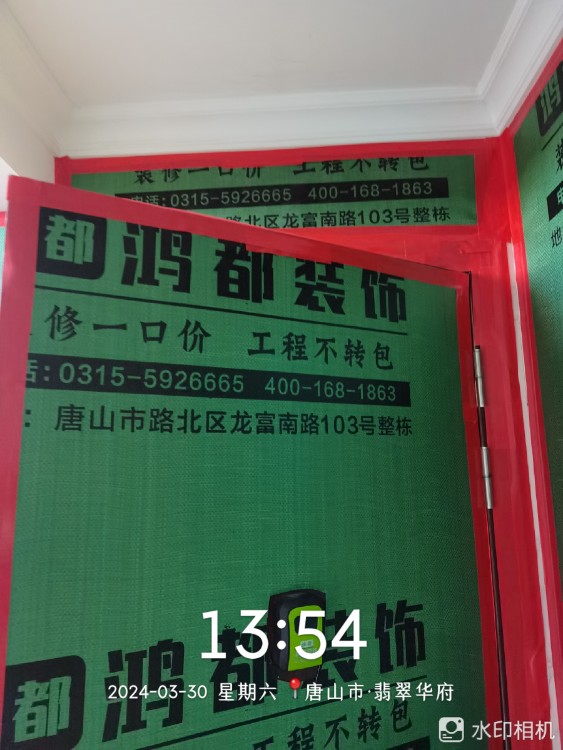 装修一口价 工程不转包
电话:0315-5926665 400-168-1863
路北区龙富南路103号整栋
都 鸿都装饰
修一口价 工程不转包
话:0315-5926665 400-168-1863
: 唐山市路北区龙富南路103号整栋
都 鸿都装饰
工程不转包
鸿
装
电
地
13:54
2024-03-30 星期六 唐山市·翡翠华府
水印相机